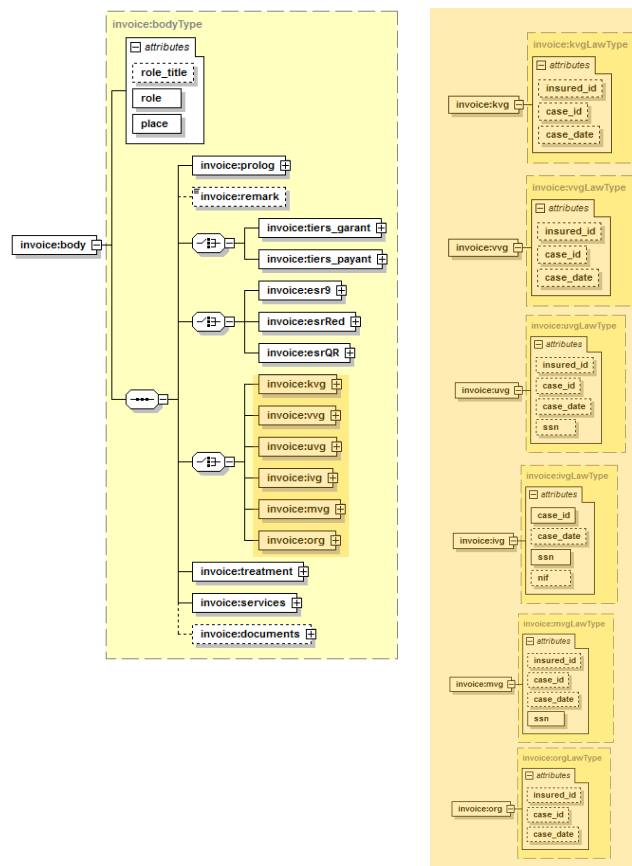 invoice:bodyType
attributes
role_title
role
place
invoice:body
invoice:prolog
invoice:remark
invoice:tiers_garant
invoice:tiers_payant
invoice:esr9
invoice:esrRed
invoice:esrQR
invoice:kvg
invoice:vvg
invoice:uvg
invoice:ivg
invoice:mvg
invoice:org
invoice:treatment
invoice:services
invoice:documents
invoice:kvgLawType
attributes
invoice:kvg
insured_id
case_id
case_date
invoice:vvgLawType
attributes
invoice:vvg
insured_id
case_id
case_date
invoice:uvgLawType
attributes
invoice:uvg
insured_id
case_id
case_date
ssn
invoice:ivgLawType
attributes
invoice:ivg
case_id
case_date
ssn
nif
invoice:mvgLawType
attributes
invoice:mvg
insured_id
case_id
case_date
ssn
invoice:orgLawType
attributes
invoice:org
insured_id
case_id
case_date